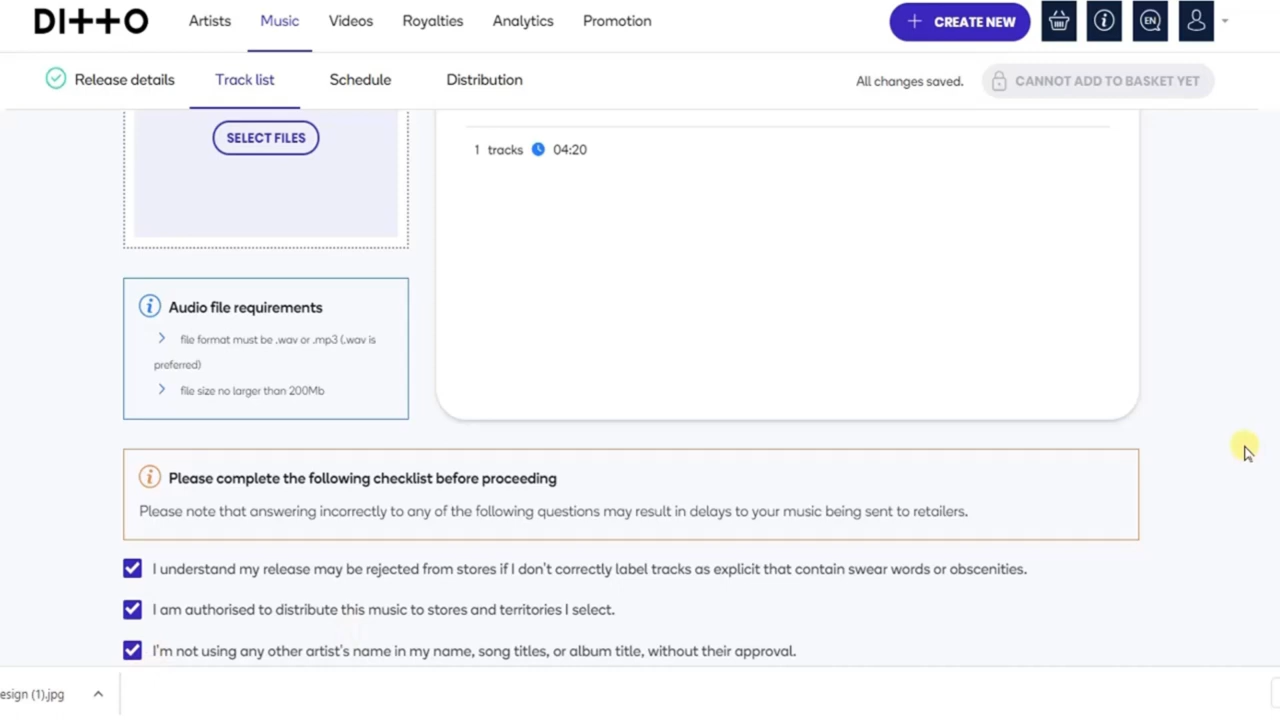 DITTO
Artists
Music
Videos
Royalties
Analytics
Promotion
+ CREATE NEW
EN
Release details
Track list
Schedule
Distribution
All changes saved.
CANNOT ADD TO BASKET YET
SELECT FILES
1 tracks 04:20
Audio file requirements
file format must be .wav or .mp3 (.wav is
preferred)
file size no larger than 200Mb
Please complete the following checklist before proceeding
Please note that answering incorrectly to any of the following questions may result in delays to your music being sent to retailers.
I understand my release may be rejected from stores if I don't correctly label tracks as explicit that contain swear words or obscenities.
I am authorised to distribute this music to stores and territories I select.
I'm not using any other artist's name in my name, song titles, or album title, without their approval.
esign (1).jpg